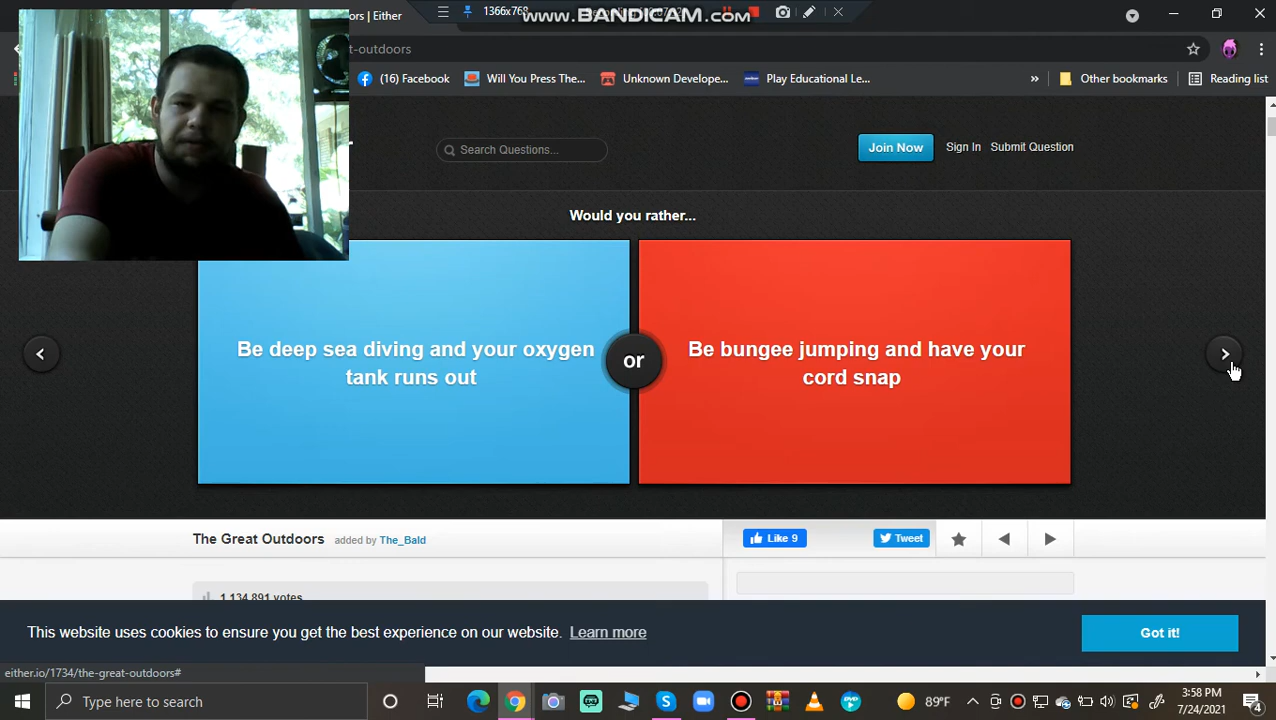 ors | Either
1366x768
www.BANDICAM.com
t-outdoors
(16) Facebook
Will You Press The...
Unknown Develope...
Play Educational Le...
»
Other bookmarks
Reading list
Search Questions...
Join Now
Sign In
Submit Question
Would you rather...
Be deep sea diving and your oxygen
tank runs out
or
Be bungee jumping and have your
cord snap
The Great Outdoors
added by The_Bald
Like 9
Tweet
1,134,891 votes
This website uses cookies to ensure you get the best experience on our website. Learn more
Got it!
either.io/1734/the-great-outdoors#
Type here to search
89°F
3:58 PM
7/24/2021
4